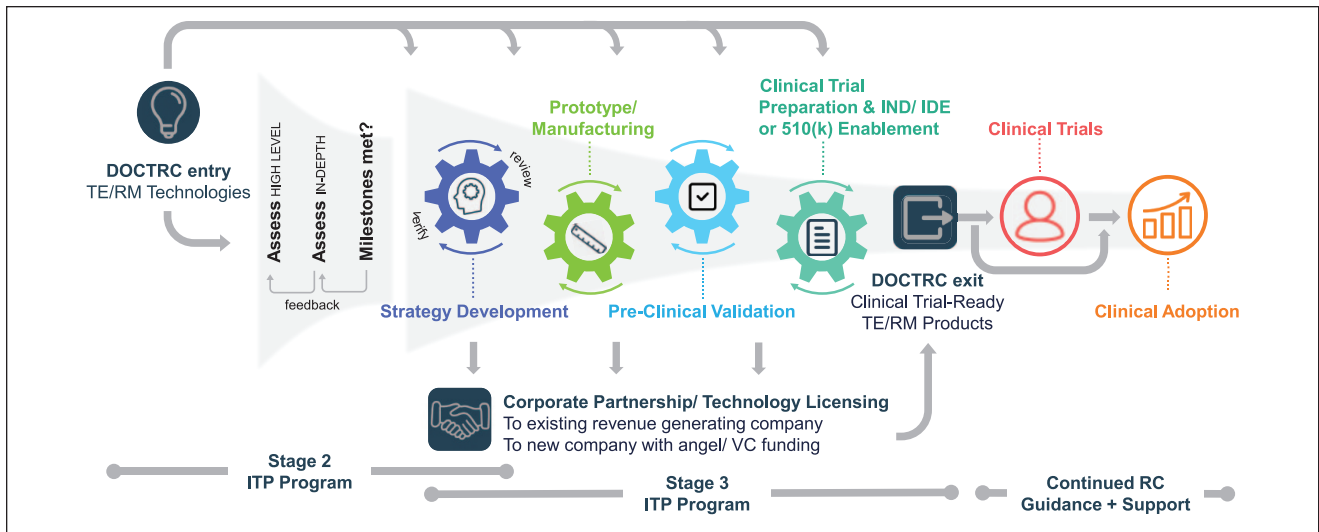 DOCTRC entry
TE/RM Technologies
Assess HIGH LEVEL
Assess IN-DEPTH
Milestones met?
feedback
verify
review
Strategy Development
Prototype/
Manufacturing
Pre-Clinical Validation
Clinical Trial
Preparation & IND/ IDE
or 510(k) Enablement
DOCTRC exit
Clinical Trial-Ready
TE/RM Products
Clinical Trials
Clinical Adoption
Corporate Partnership/ Technology Licensing
To existing revenue generating company
To new company with angel/ VC funding
Stage 2
ITP Program
Stage 3
ITP Program
Continued RC
Guidance + Support